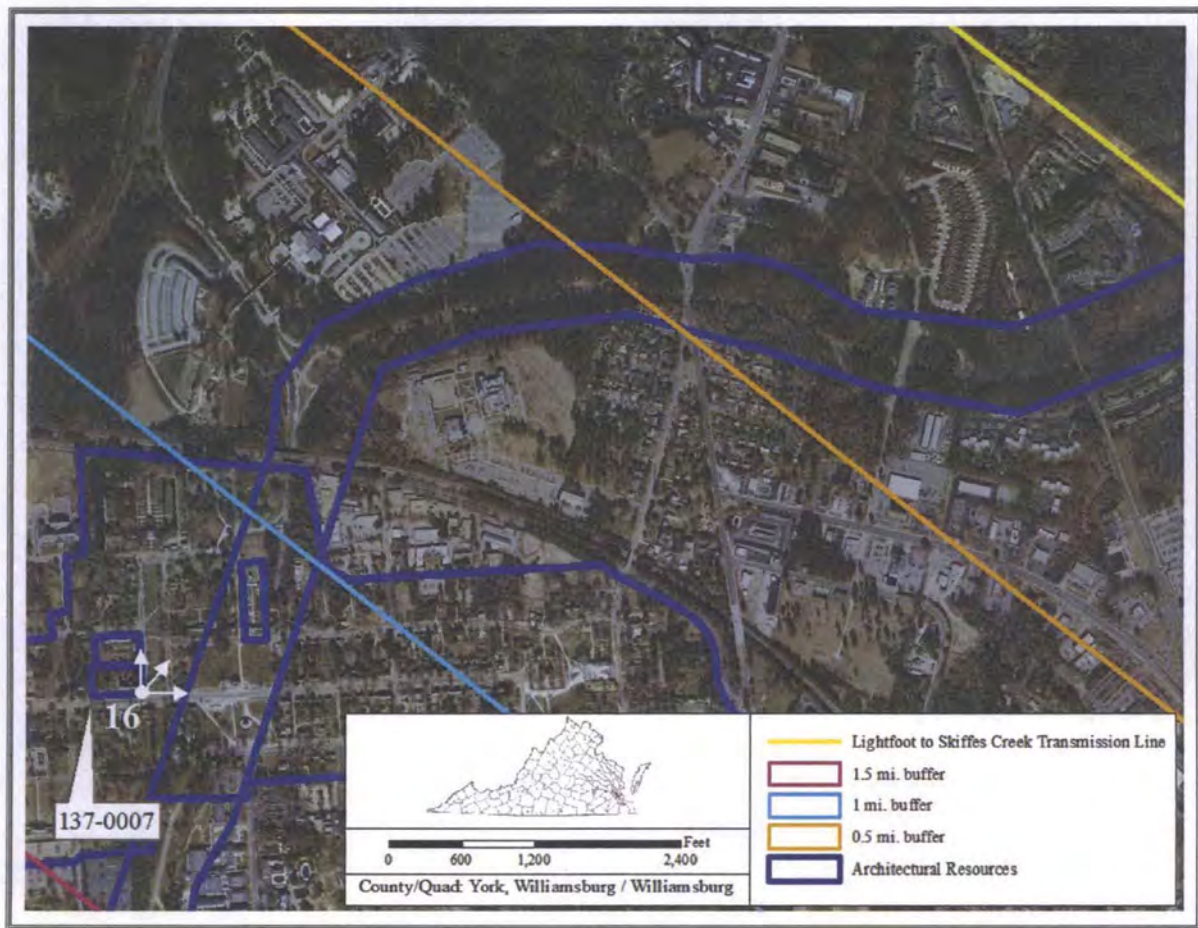 16
137-0007
Feet
0 600 1,200 2,400
County/Quad: York, Williamsburg / Williamsburg
Lightfoot to Skiffes Creek Transmission Line
1.5 mi. buffer
1 mi. buffer
0.5 mi. buffer
Architectural Resources